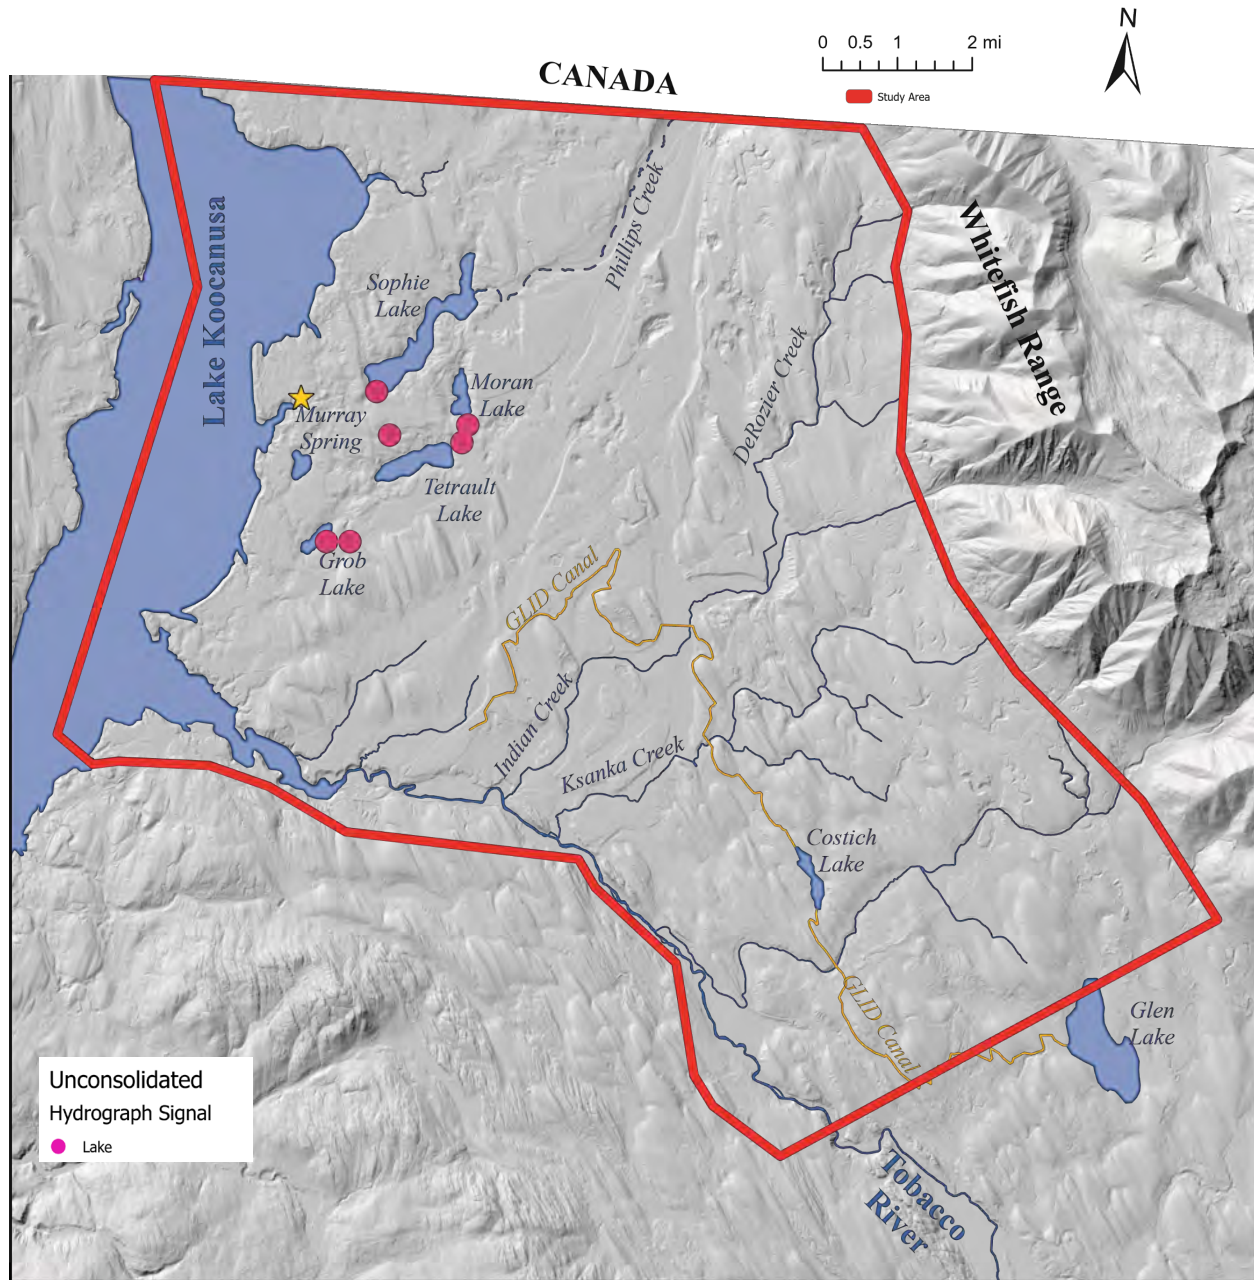 N
0 0.5 1 2 mi
Study Area
CANADA
Lake Koocanusa
Phillips Creek
Whitefish Range
Sophie
Lake
Moran
Lake
Murray
Spring
DeRozier Creek
Tetrault
Lake
Grob
Lake
GLID Canal
Indian Creek
Ksanka Creek
Costich
Lake
GLID Canal
Glen
Lake
Tobacco
River
Unconsolidated
Hydrograph Signal
Lake